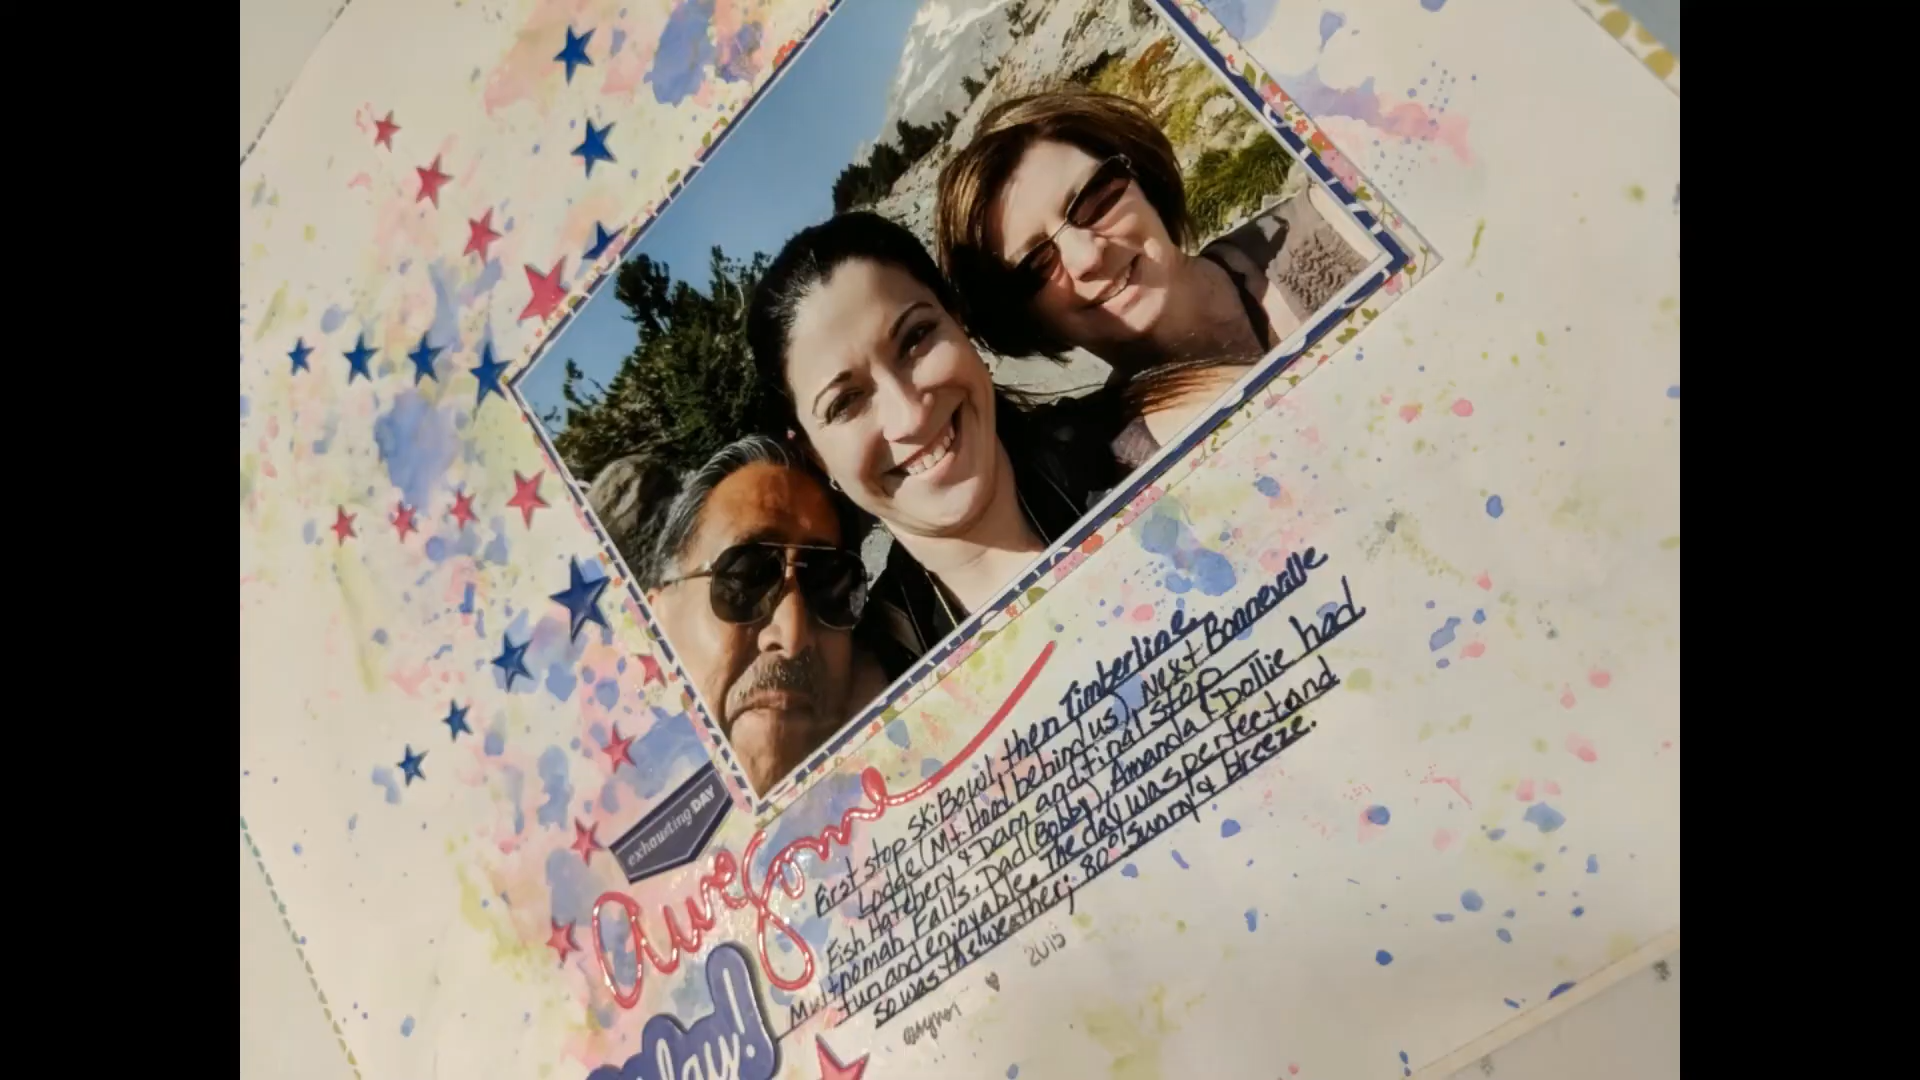 exhausting DAY
awesome
day!
First stop SkiBowl, then Timberline
Lodge (Mt. Hood behind us), Next Bonneville
Fish Hatchery & Dam and final stop—
Multnomah Falls. Dad (Bobby), Amanda & Dollie had
fun and enjoyable. The day was perfect and
so was the weather; 80° sunny & breeze.
2015